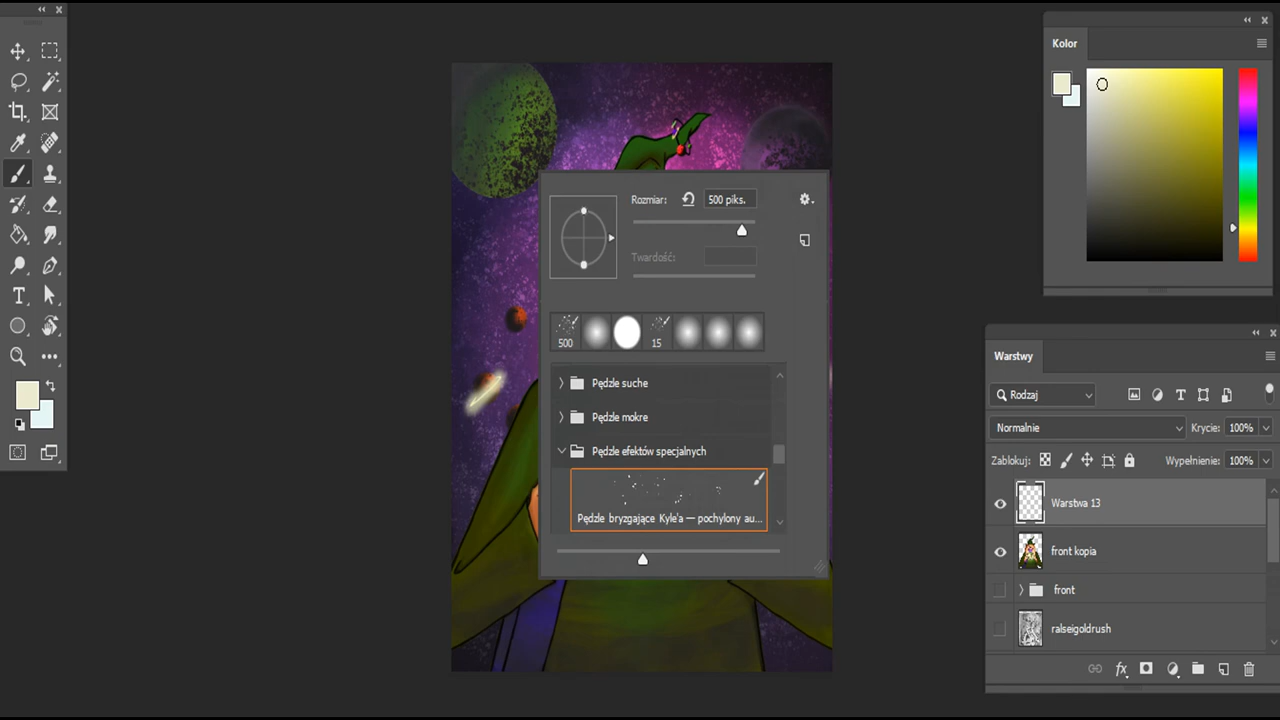 Kolor
Rozmiar:
500 piks.
Twardość:
500
15
Pędzle suche
Pędzle mokre
Pędzle efektów specjalnych
Pędzle bryzgające Kyle'a — pochylony au...
Warstwy
Rodzaj
Normalnie
Krycie:
100%
Zablokuj:
Wypełnienie:
100%
Warstwa 13
front kopia
front
ralseigoldrush